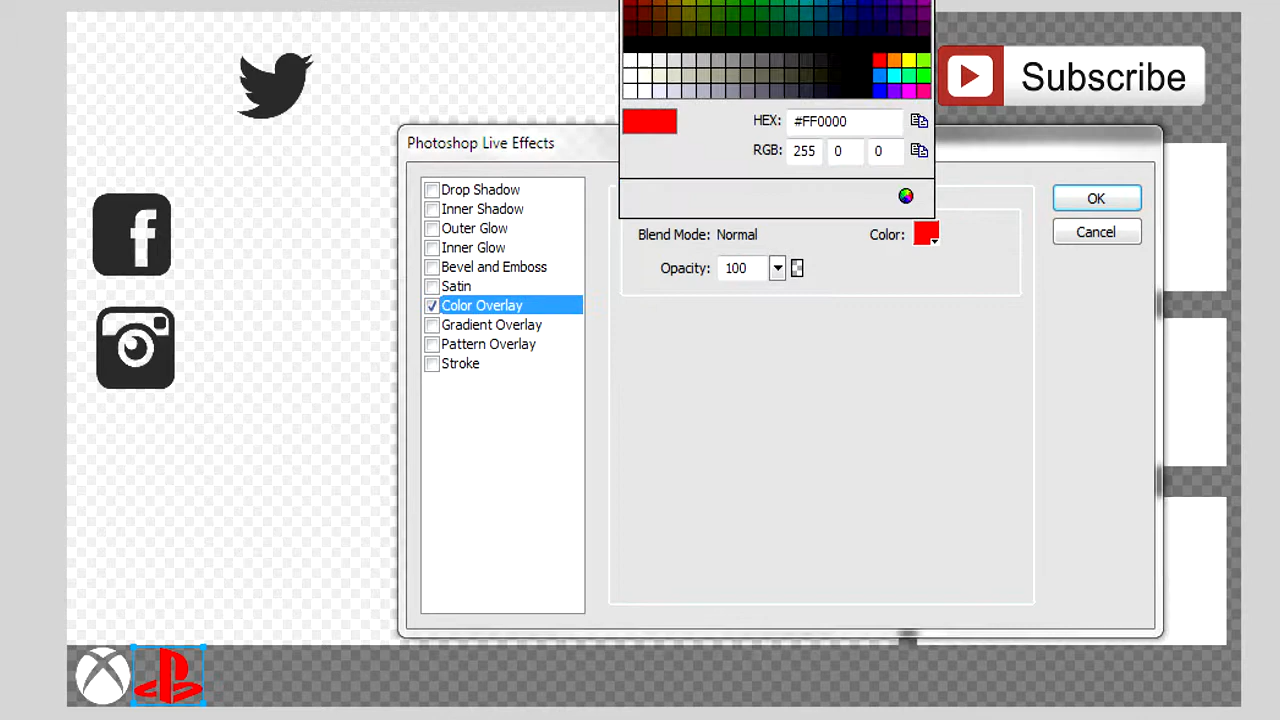 Subscribe
HEX: #FF0000
Photoshop Live Effects
RGB: 255 0 0
Drop Shadow
Inner Shadow
Outer Glow
Inner Glow
Bevel and Emboss
Satin
Color Overlay
Gradient Overlay
Pattern Overlay
Stroke
Blend Mode: Normal
Color:
Opacity: 100
OK
Cancel